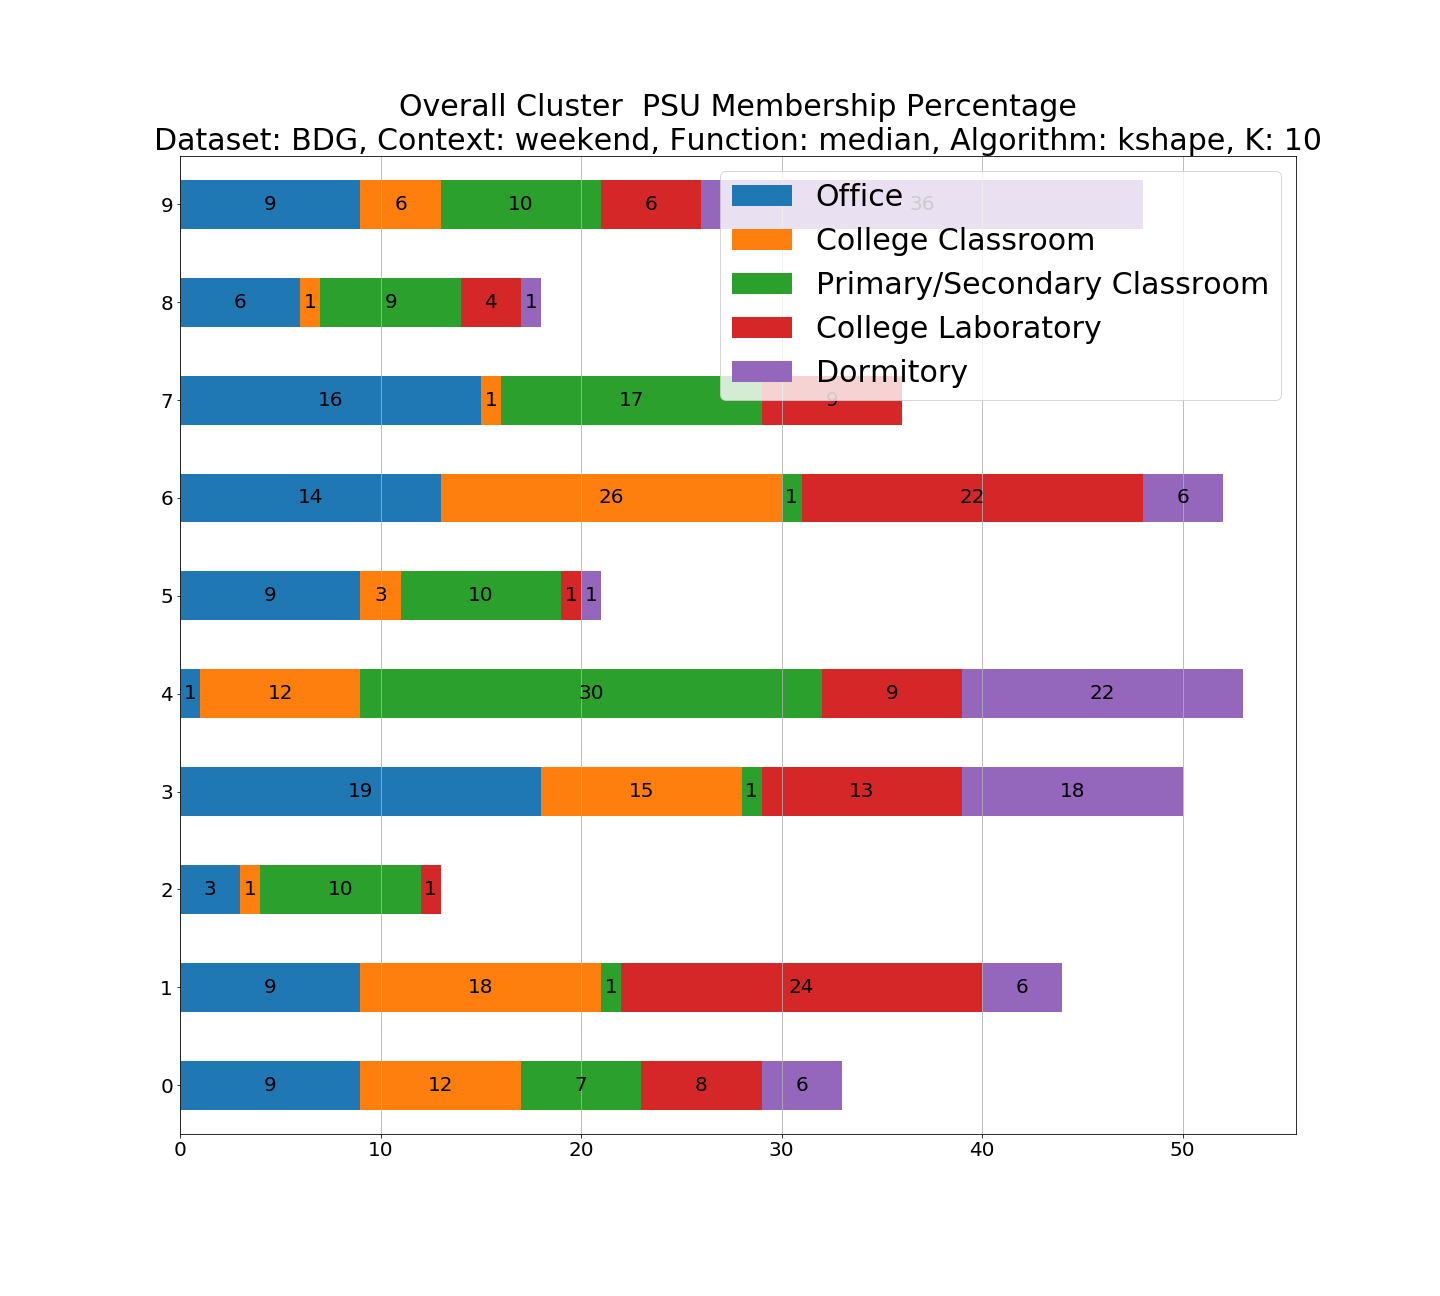 Overall Cluster  PSU Membership Percentage
Dataset: BDG, Context: weekend, Function: median, Algorithm: kshape, K: 10
9 9 6 10 6 36
Office
College Classroom
8 6 1 9 4 1
Primary/Secondary Classroom
College Laboratory
Dormitory
7 16 1 17 9
6 14 26 1 22 6
5 9 3 10 1 1
4 1 12 30 9 22
3 19 15 1 13 18
2 3 1 10 1
1 9 18 1 24 6
0 9 12 7 8 6
0 10 20 30 40 50